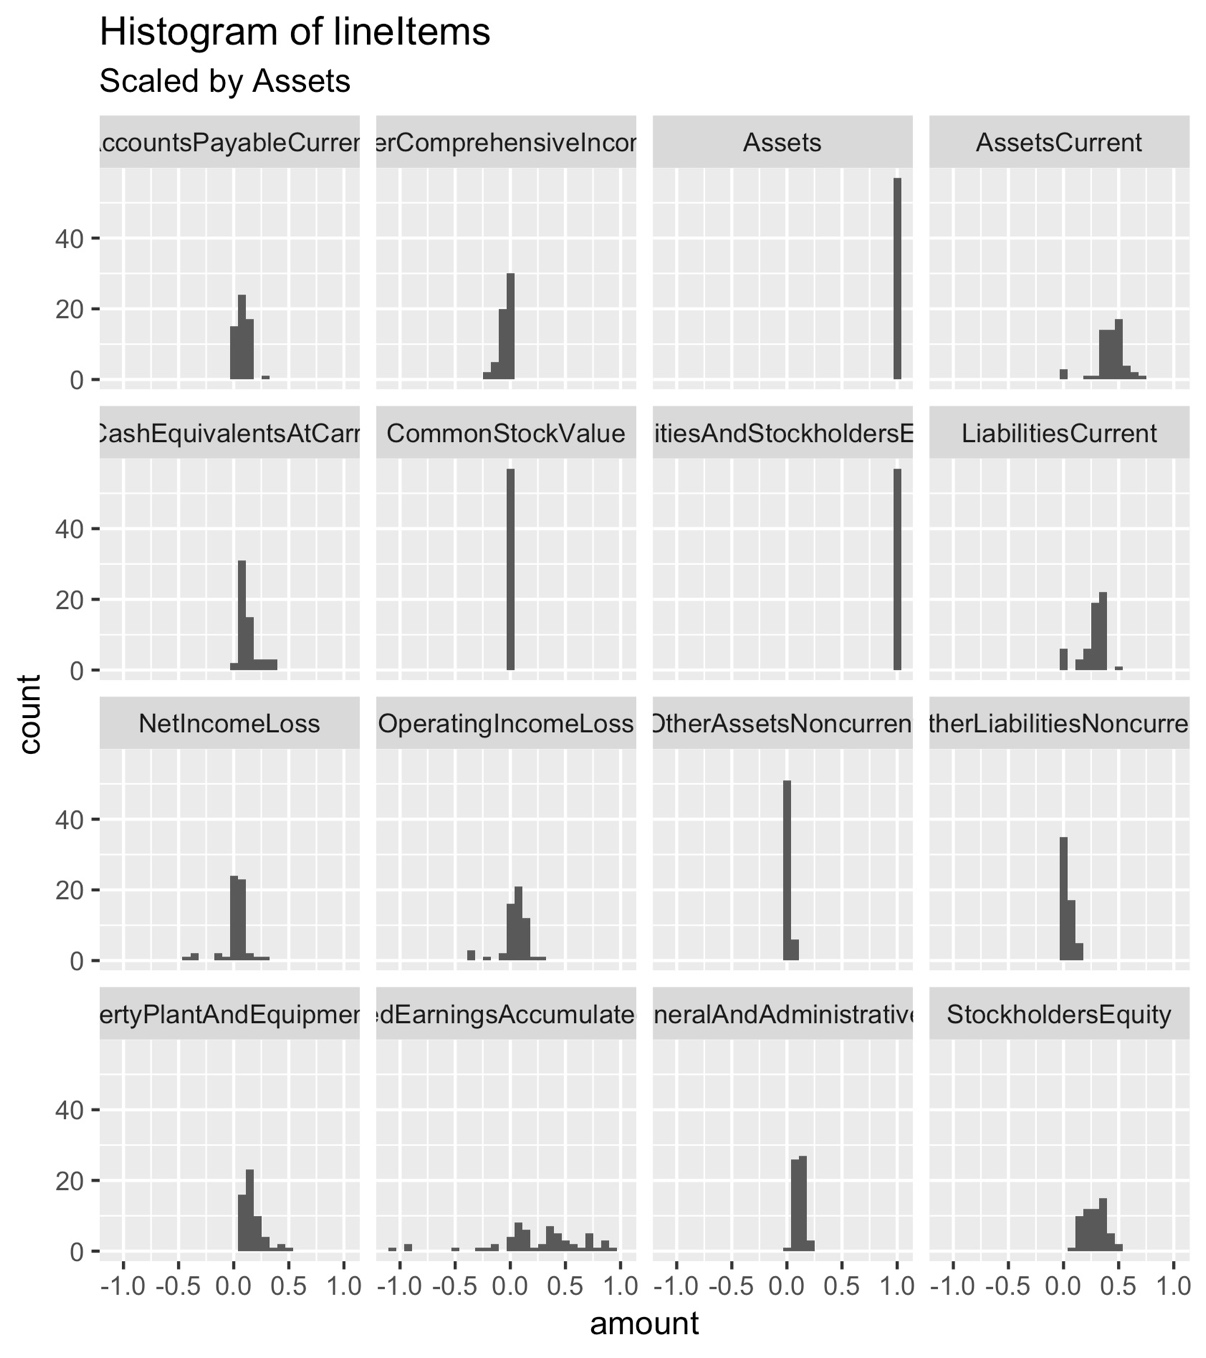 Histogram of lineItems
Scaled by Assets
ccountsPayableCurren
erComprehensiveIncor
Assets
AssetsCurrent
40
20
0
CashEquivalentsAtCarr
CommonStockValue
itiesAndStockholdersE
LiabilitiesCurrent
40
20
0
count
NetIncomeLoss
OperatingIncomeLoss
OtherAssetsNoncurren
therLiabilitiesNoncurre
40
20
0
ertyPlantAndEquipmen
edEarningsAccumulate
neralAndAdministrative
StockholdersEquity
40
20
0
-1.0 -0.5 0.0 0.5 1.0
-1.0 -0.5 0.0 0.5 1.0
-1.0 -0.5 0.0 0.5 1.0
-1.0 -0.5 0.0 0.5 1.0
amount